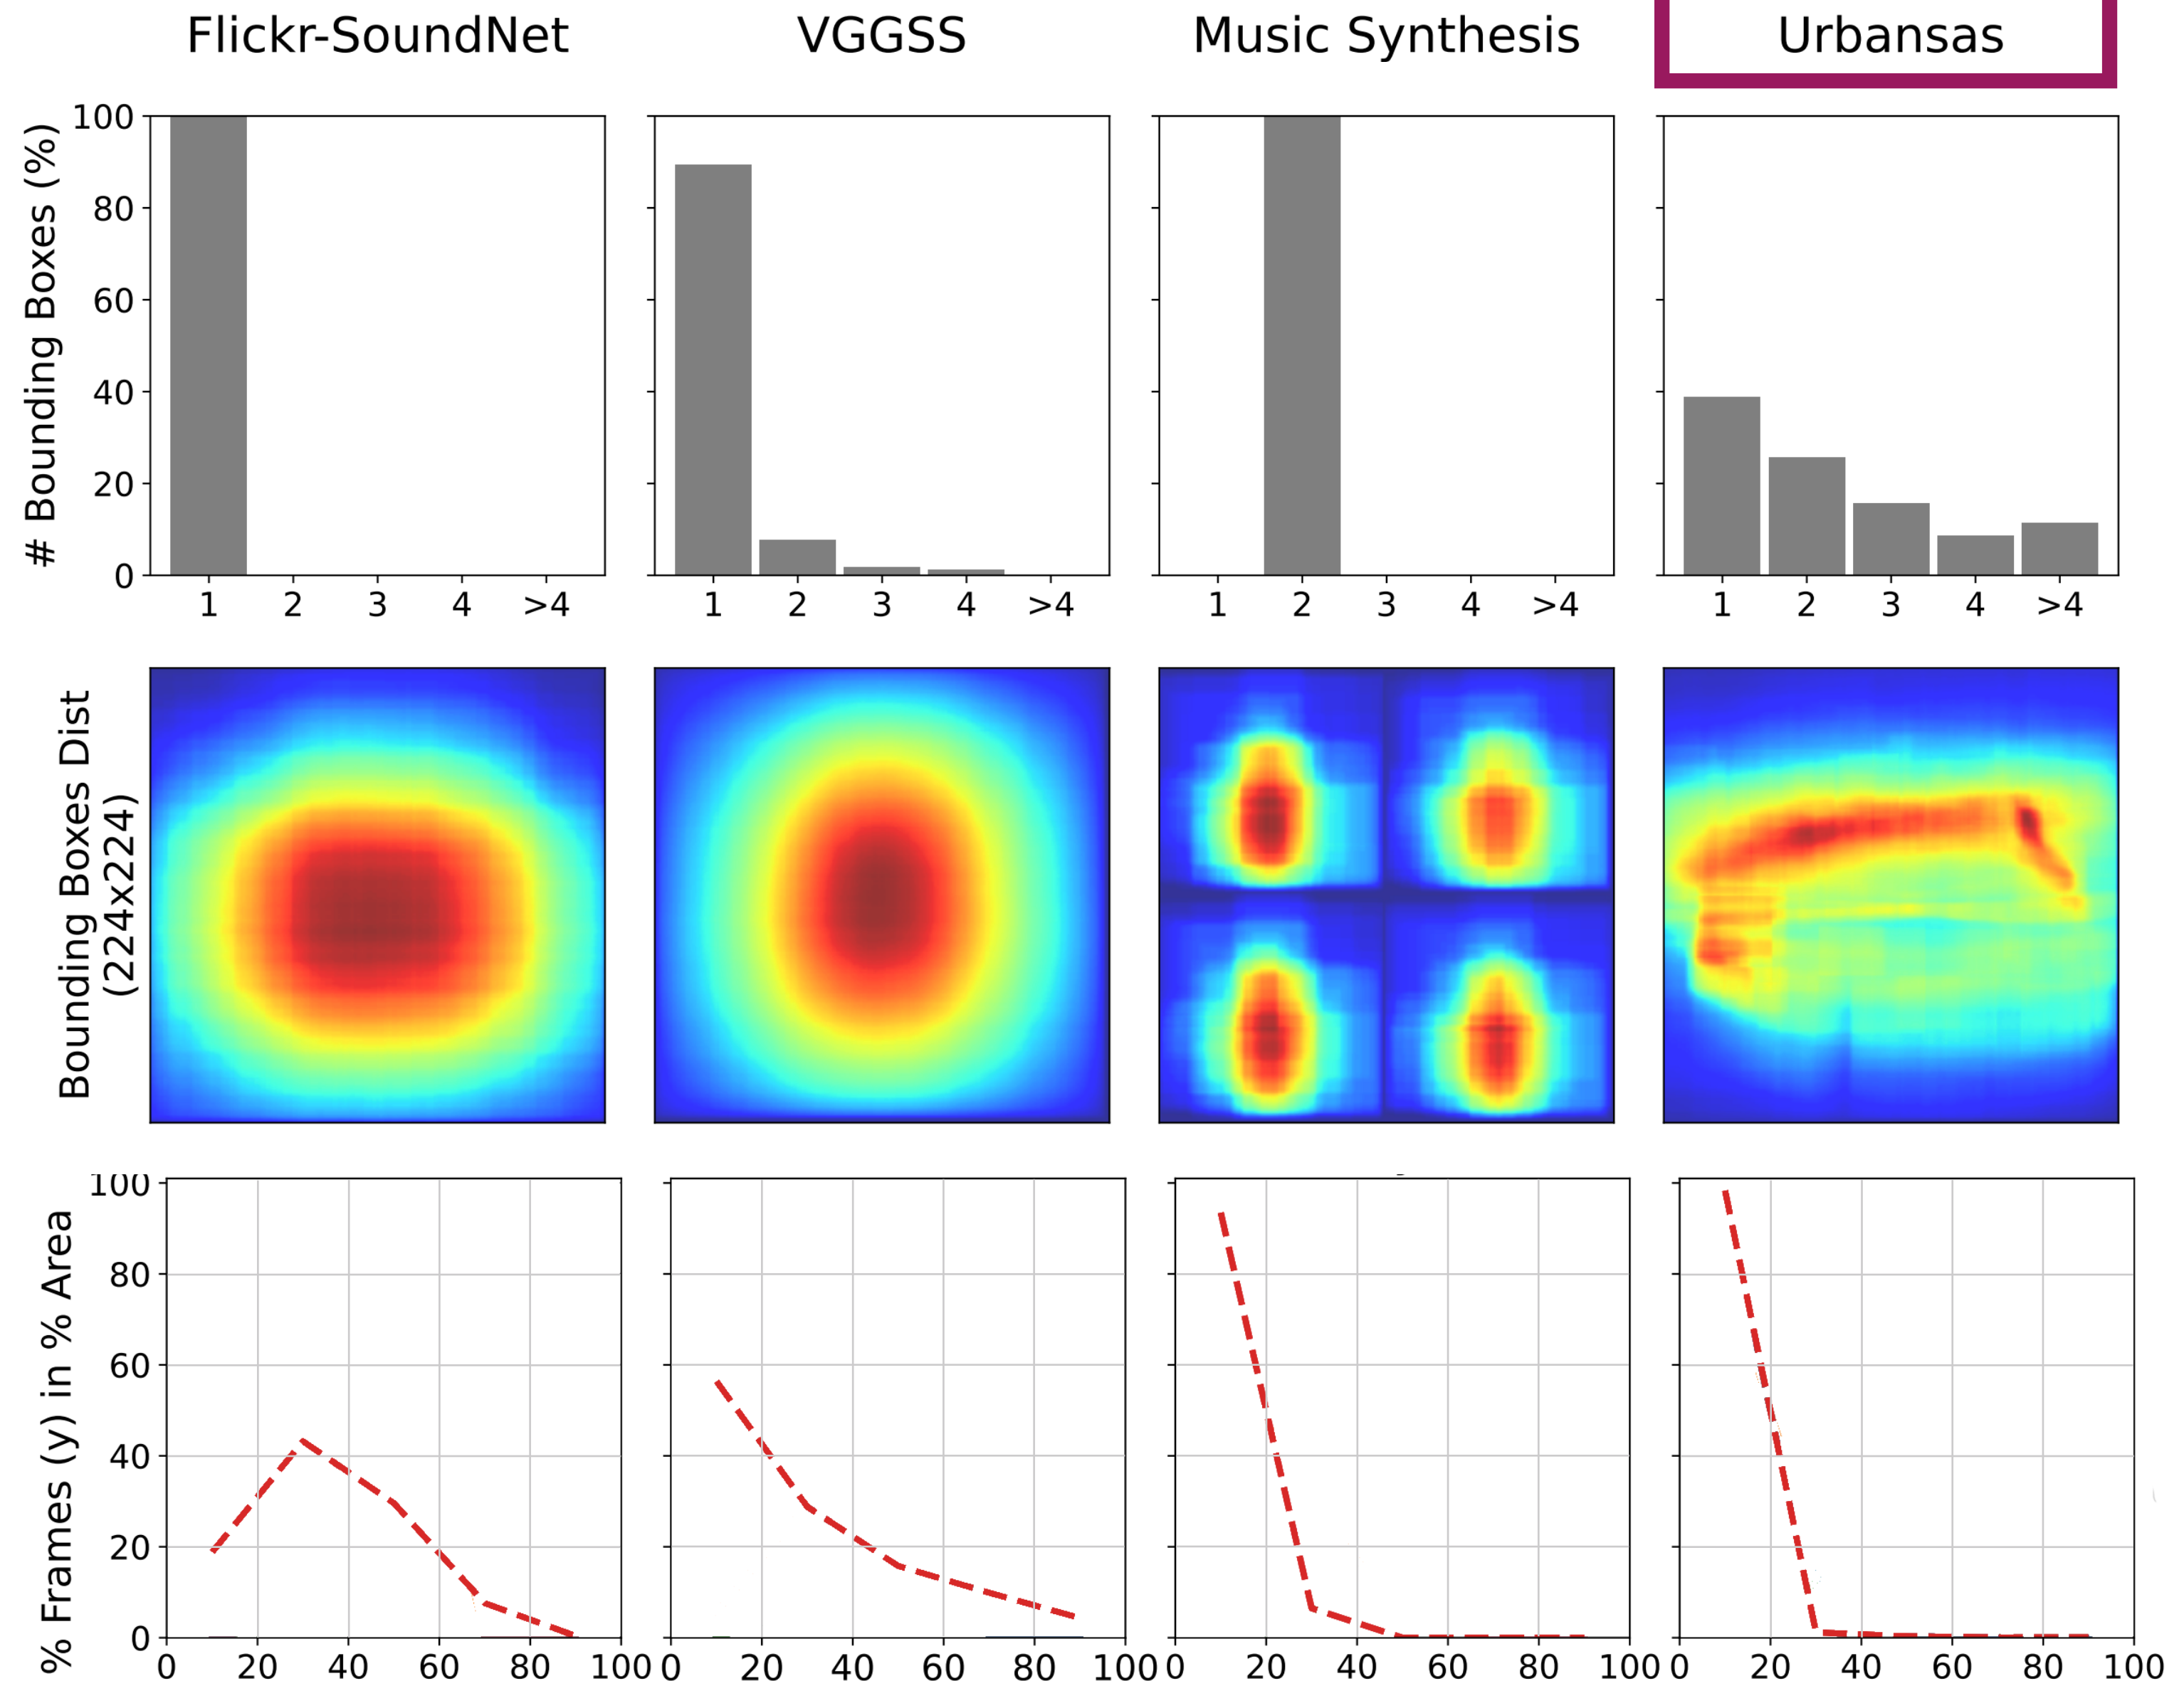 Flickr-SoundNet
VGGSS
Music Synthesis
Urbansas
# Bounding Boxes (%)
100
80
60
40
20
0
1 2 3 4 >4
1 2 3 4 >4
1 2 3 4 >4
1 2 3 4 >4
Bounding Boxes Dist
(224x224)
% Frames (y) in % Area
100
80
60
40
20
0
0 20 40 60 80 100
0 20 40 60 80 100
0 20 40 60 80 100
0 20 40 60 80 100